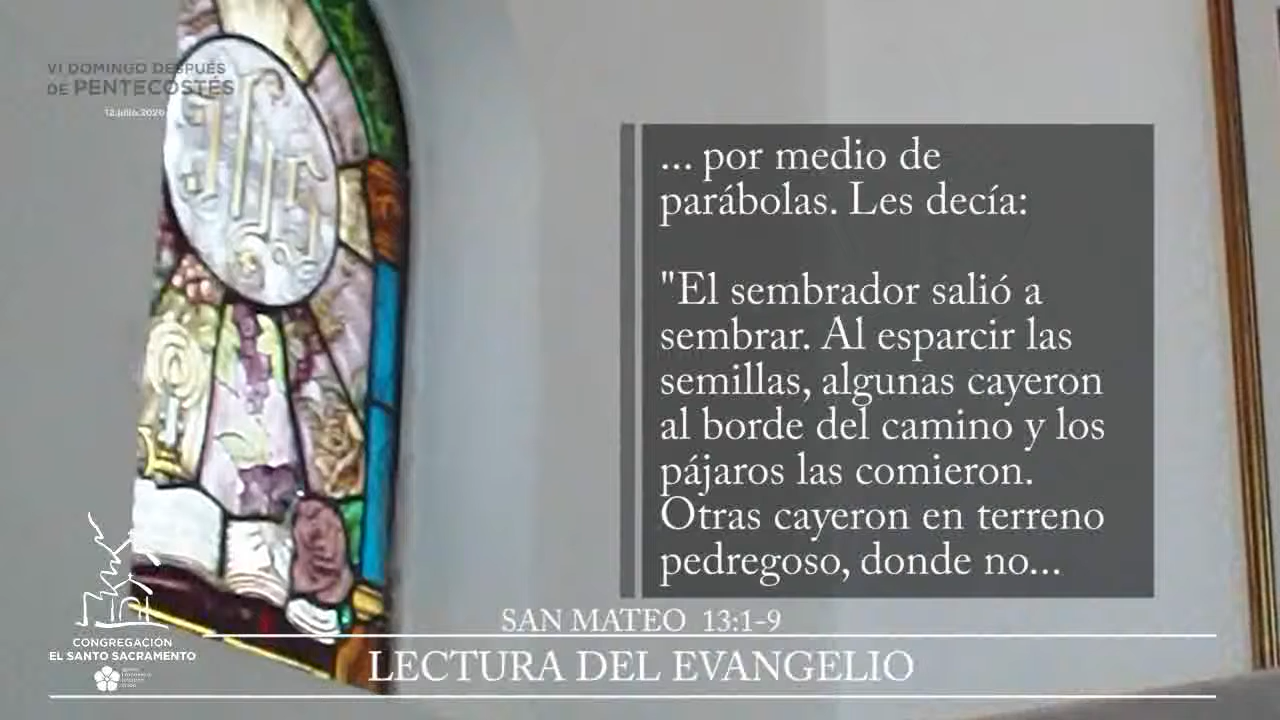 VI DOMINGO DESPUÉS
DE PENTECOSTÉS
12.julio.2020
... por medio de
parábolas. Les decía:
"El sembrador salió a
sembrar. Al esparcir las
semillas, algunas cayeron
al borde del camino y los
pájaros las comieron.
Otras cayeron en terreno
pedregoso, donde no...
SAN MATEO 13:1-9
LECTURA DEL EVANGELIO
CONGREGACIÓN
EL SANTO SACRAMENTO